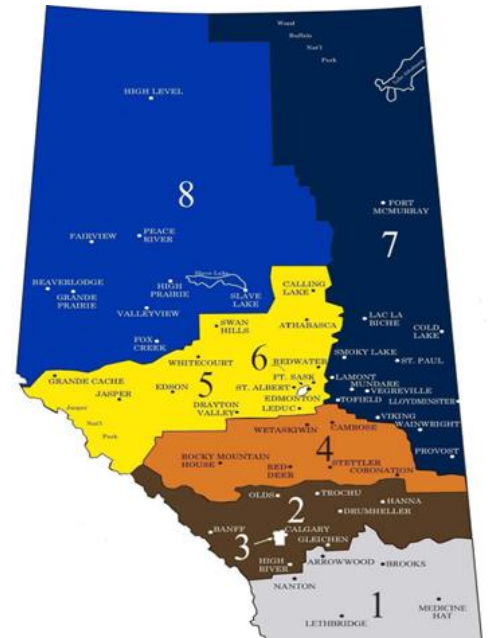 Wood
Buffalo
Nat'l
Park
Lake Athabasca
HIGH LEVEL
8
FORT
MCMURRAY
PEACE
RIVER
FAIRVIEW
7
Slave Lake
BEAVERLODGE
GRANDE
PRAIRIE
HIGH
PRAIRIE
SLAVE
LAKE
CALLING
LAKE
VALLEYVIEW
SWAN
HILLS
ATHABASCA
LAC LA
BICHE
COLD
LAKE
FOX
CREEK
WHITECOURT
6
REDWATER
SMOKY LAKE
ST. PAUL
GRANDE CACHE
JASPER
EDSON
5
FT. SASK
ST. ALBERT
EDMONTON
LAMONT
MUNDARE
VEGREVILLE
DRAYTON
VALLEY
LEDUC
TOFIELD
LLOYDMINSTER
Jasper
Nat'l
Park
VIKING
WAINWRIGHT
WETASKIWIN
CAMROSE
4
PROVOST
ROCKY MOUNTAIN
HOUSE
RED
DEER
STETTLER
CORONATION
OLDS
TROCHU
HANNA
2
DRUMHELLER
BANFF
3
CALGARY
GLEICHEN
HIGH
RIVER
ARROWWOOD
BROOKS
NANTON
1
MEDICINE
HAT
LETHBRIDGE